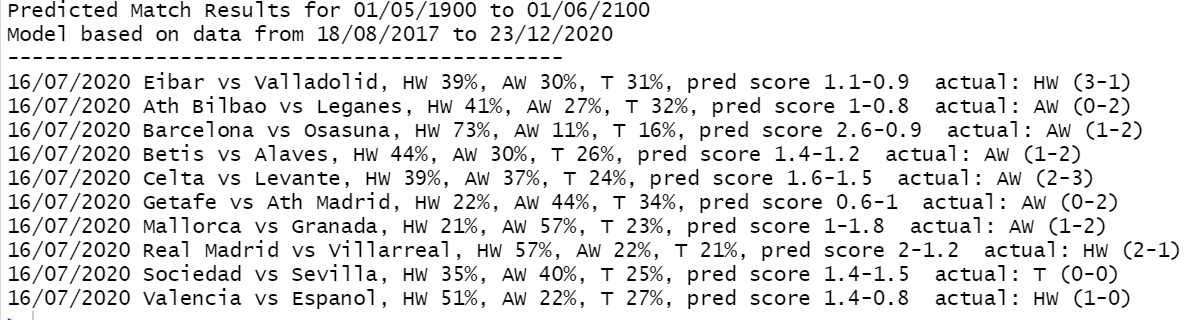 Predicted Match Results for 01/05/1900 to 01/06/2100
Model based on data from 18/08/2017 to 23/12/2020
--------------------------------------------
16/07/2020 Eibar vs Valladolid, HW 39%, AW 30%, T 31%, pred score 1.1-0.9  actual: HW (3-1)
16/07/2020 Ath Bilbao vs Leganes, HW 41%, AW 27%, T 32%, pred score 1-0.8  actual: AW (0-2)
16/07/2020 Barcelona vs Osasuna, HW 73%, AW 11%, T 16%, pred score 2.6-0.9  actual: AW (1-2)
16/07/2020 Betis vs Alaves, HW 44%, AW 30%, T 26%, pred score 1.4-1.2  actual: AW (1-2)
16/07/2020 Celta vs Levante, HW 39%, AW 37%, T 24%, pred score 1.6-1.5  actual: AW (2-3)
16/07/2020 Getafe vs Ath Madrid, HW 22%, AW 44%, T 34%, pred score 0.6-1  actual: AW (0-2)
16/07/2020 Mallorca vs Granada, HW 21%, AW 57%, T 23%, pred score 1-1.8  actual: AW (1-2)
16/07/2020 Real Madrid vs Villarreal, HW 57%, AW 22%, T 21%, pred score 2-1.2  actual: HW (2-1)
16/07/2020 Sociedad vs Sevilla, HW 35%, AW 40%, T 25%, pred score 1.4-1.5  actual: T (0-0)
16/07/2020 Valencia vs Espanol, HW 51%, AW 22%, T 27%, pred score 1.4-0.8  actual: HW (1-0)